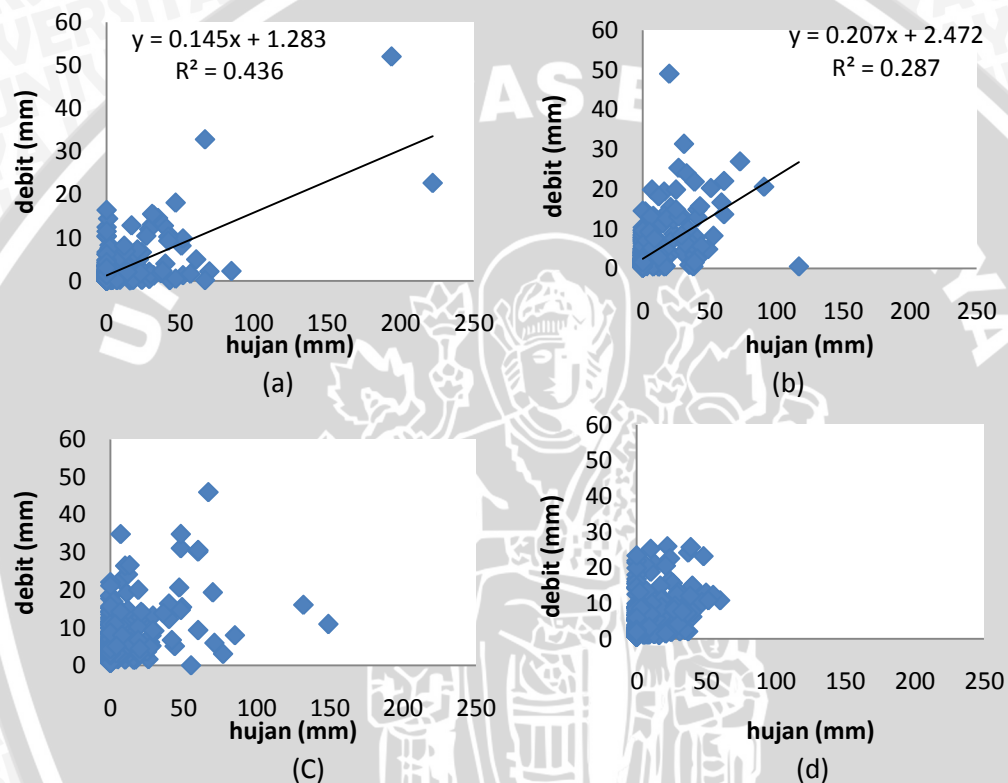 y = 0.145x + 1.283
R² = 0.436
debit (mm)
60
50
40
30
20
10
0
0 50 100 150 200 250
hujan (mm)
(a)
y = 0.207x + 2.472
R² = 0.287
debit (mm)
60
50
40
30
20
10
0
0 50 100 150 200 250
hujan (mm)
(b)
debit (mm)
60
50
40
30
20
10
0
0 50 100 150 200 250
hujan (mm)
(C)
debit (mm)
60
50
40
30
20
10
0
0 50 100 150 200 250
hujan (mm)
(d)